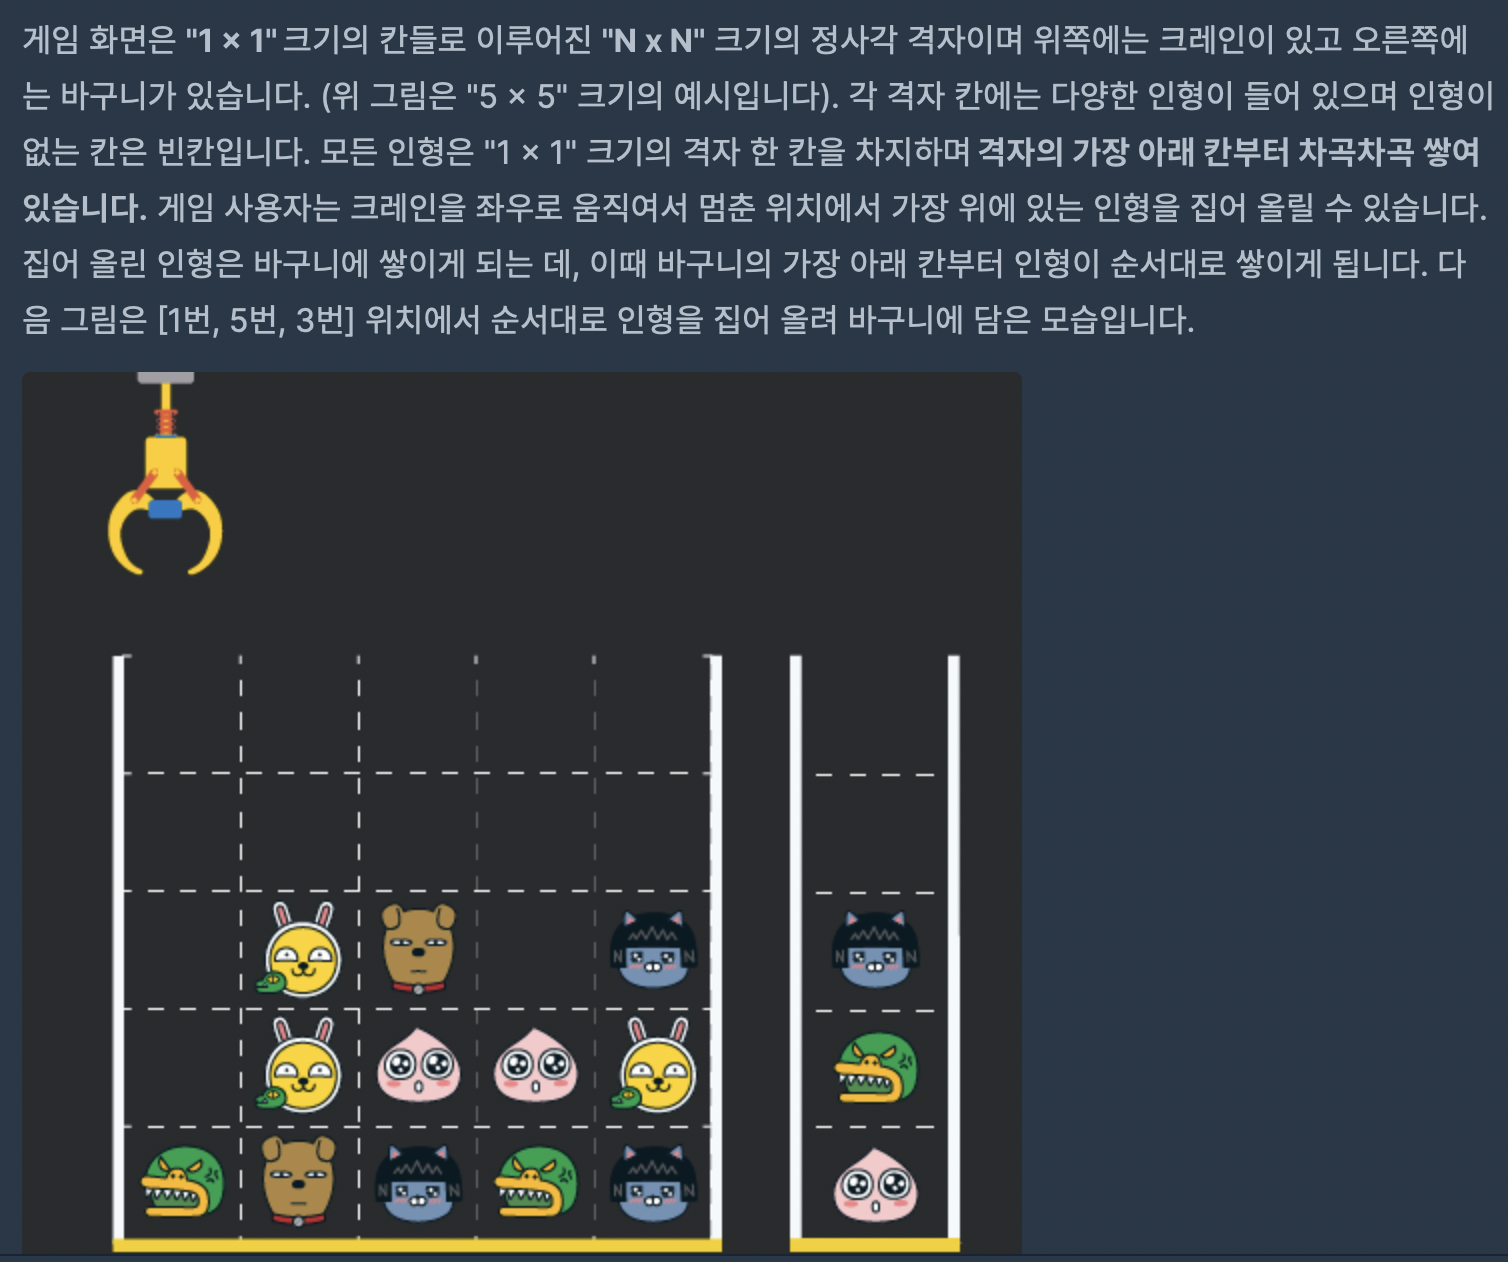 게임 화면은 "1 × 1" 크기의 칸들로 이루어진 "N x N" 크기의 정사각 격자이며 위쪽에는 크레인이 있고 오른쪽에
는 바구니가 있습니다. (위 그림은 "5 × 5" 크기의 예시입니다). 각 격자 칸에는 다양한 인형이 들어 있으며 인형이
없는 칸은 빈칸입니다. 모든 인형은 "1 × 1" 크기의 격자 한 칸을 차지하며 격자의 가장 아래 칸부터 차곡차곡 쌓여
있습니다. 게임 사용자는 크레인을 좌우로 움직여서 멈춘 위치에서 가장 위에 있는 인형을 집어 올릴 수 있습니다.
집어 올린 인형은 바구니에 쌓이게 되는 데, 이때 바구니의 가장 아래 칸부터 인형이 순서대로 쌓이게 됩니다. 다
음 그림은 [1번, 5번, 3번] 위치에서 순서대로 인형을 집어 올려 바구니에 담은 모습입니다.